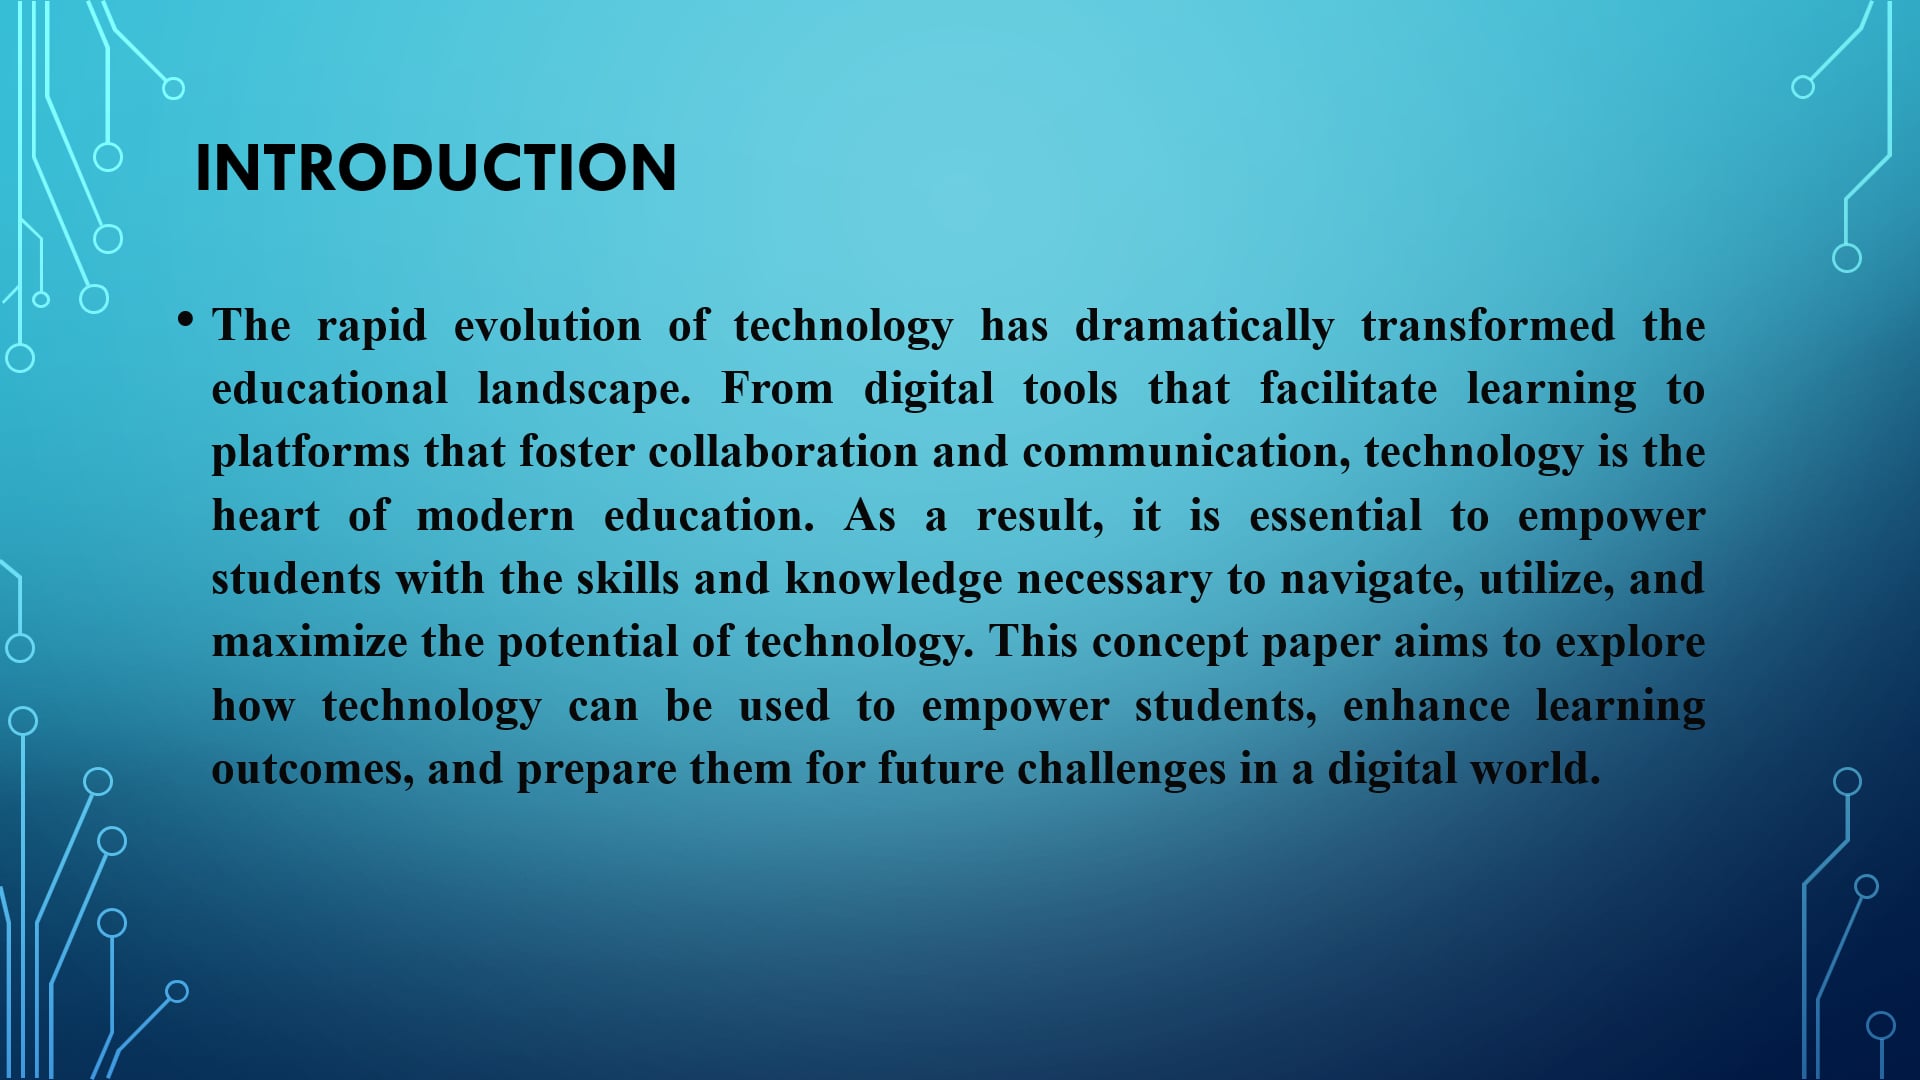 INTRODUCTION
• The rapid evolution of technology has dramatically transformed the
educational landscape. From digital tools that facilitate learning to
platforms that foster collaboration and communication, technology is the
heart of modern education. As a result, it is essential to empower
students with the skills and knowledge necessary to navigate, utilize, and
maximize the potential of technology. This concept paper aims to explore
how technology can be used to empower students, enhance learning
outcomes, and prepare them for future challenges in a digital world.